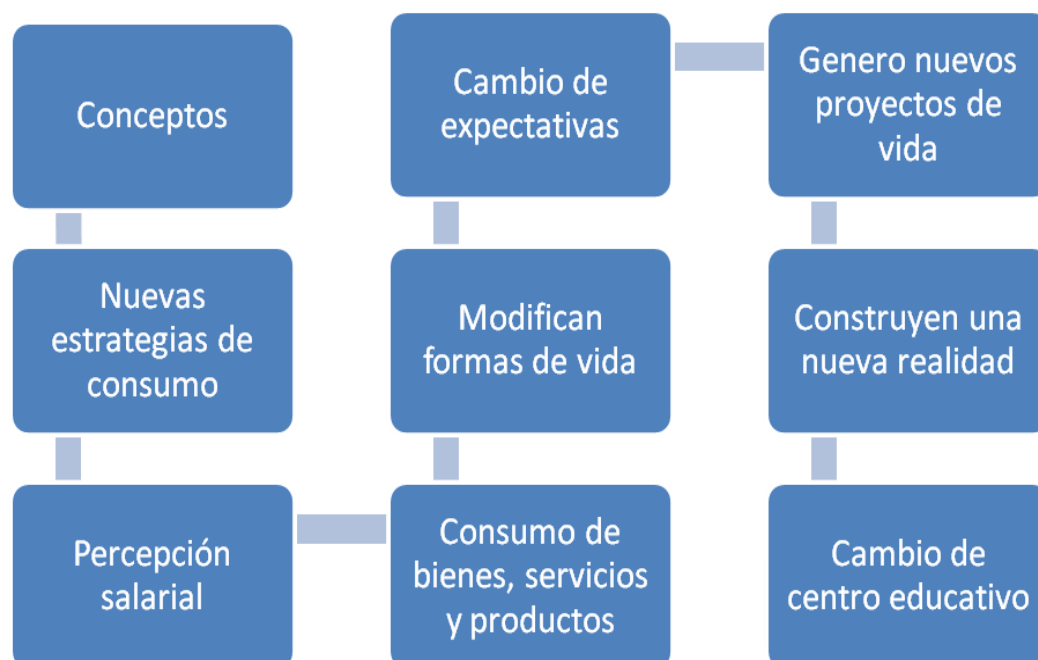 Conceptos
Nuevas
estrategias de
consumo
Percepción
salarial
Consumo de
bienes, servicios
y productos
Modifican
formas de vida
Cambio de
expectativas
Genero nuevos
proyectos de
vida
Construyen una
nueva realidad
Cambio de
centro educativo